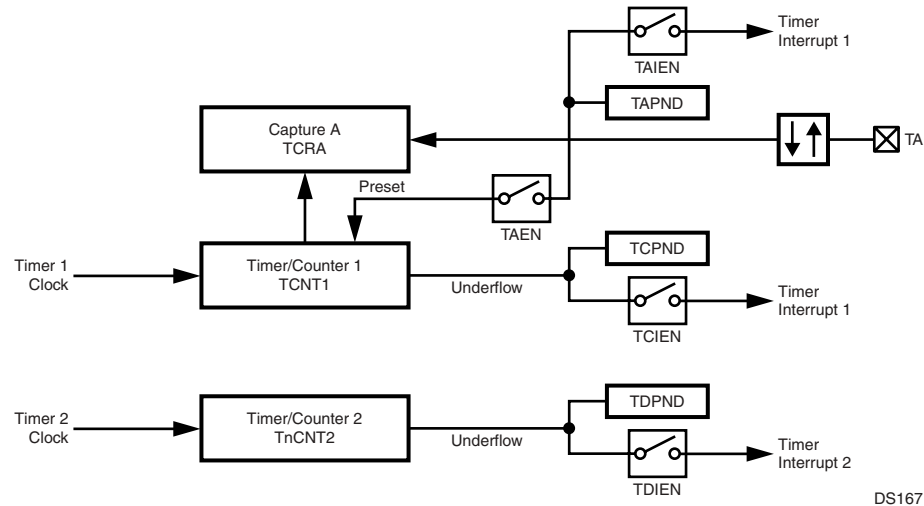 Timer
Interrupt 1
TAIEN
TAPND
Capture A
TCRA
TA
Preset
TAEN
Timer 1
Clock
Timer/Counter 1
TCNT1
Underflow
TCPND
Timer
Interrupt 1
TCIEN
Timer 2
Clock
Timer/Counter 2
TnCNT2
Underflow
TDPND
Timer
Interrupt 2
TDIEN
DS167